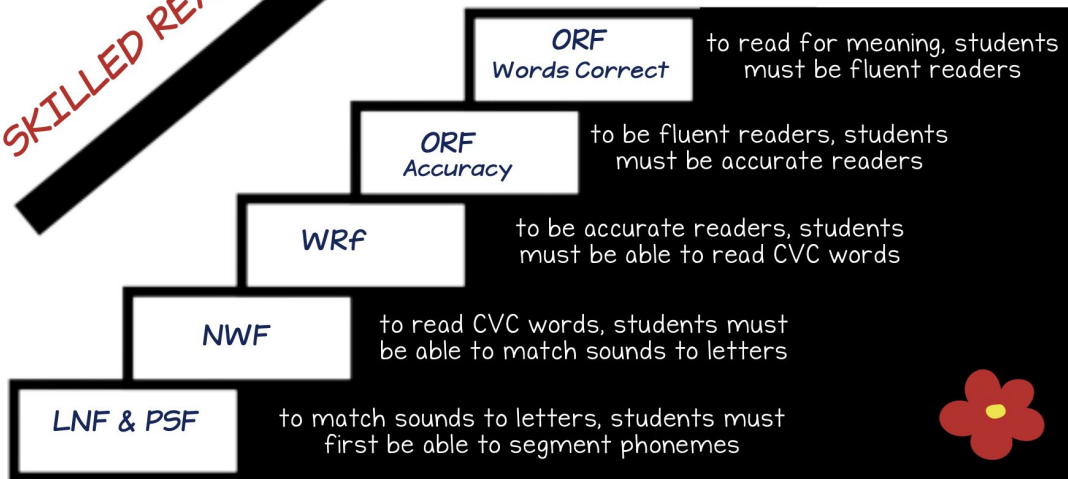 SKILLED REA
ORF
Words Correct
to read for meaning, students
must be fluent readers
ORF
Accuracy
to be fluent readers, students
must be accurate readers
WRf
to be accurate readers, students
must be able to read CVC words
NWF
to read CVC words, students must
be able to match sounds to letters
LNF & PSF
to match sounds to letters, students must
first be able to segment phonemes